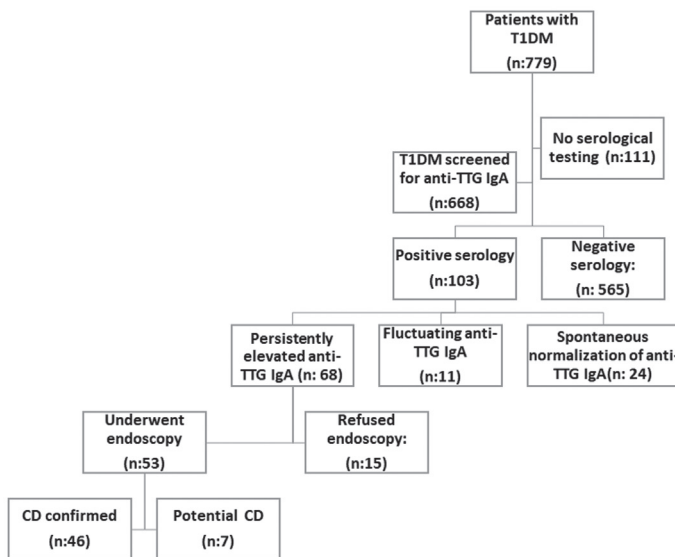 Patients with
T1DM
(n:779)
No serological
testing (n:111)
T1DM screened
for anti-TTG IgA
(n:668)
Positive serology
(n:103)
Negative
serology:
(n: 565)
Persistently
elevated anti-
TTG IgA (n: 68)
Fluctuating anti-
TTG IgA
(n:11)
Spontaneous
normalization of anti-
TTG IgA(n: 24)
Underwent
endoscopy
(n:53)
Refused
endoscopy:
(n:15)
CD confirmed
(n:46)
Potential CD
(n:7)